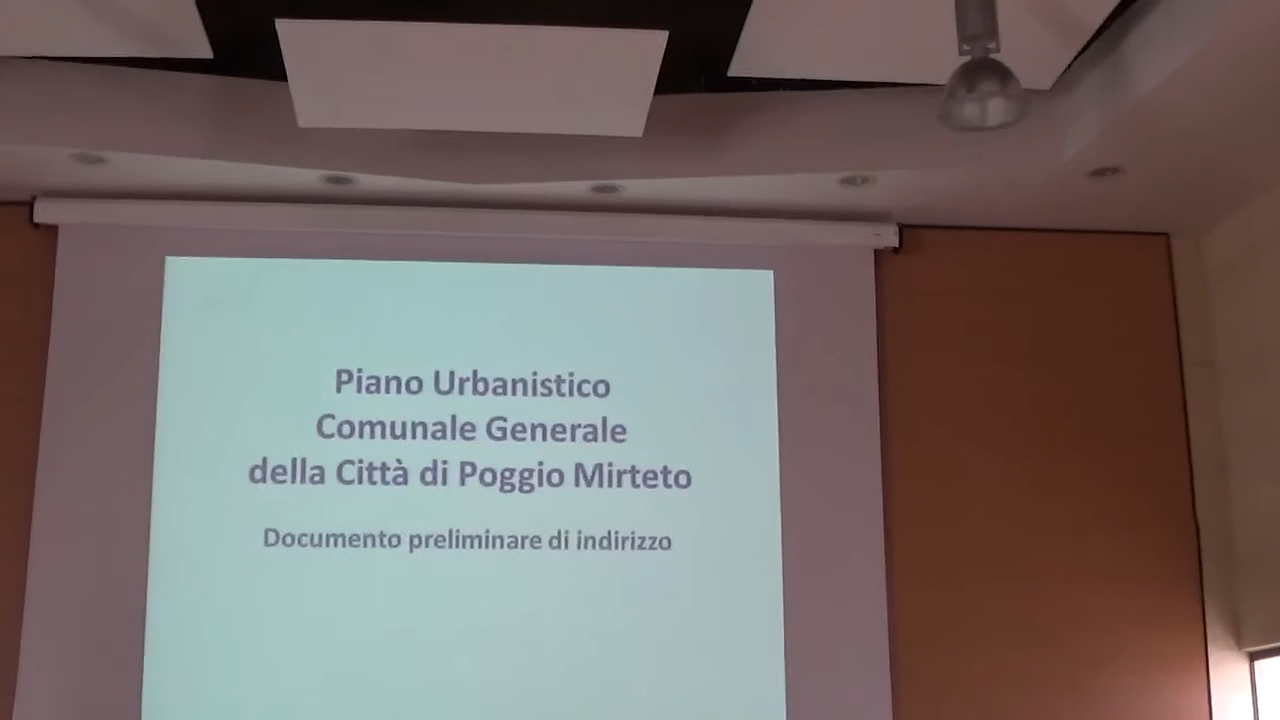 Piano Urbanistico
Comunale Generale
della Città di Poggio Mirteto
Documento preliminare di indirizzo